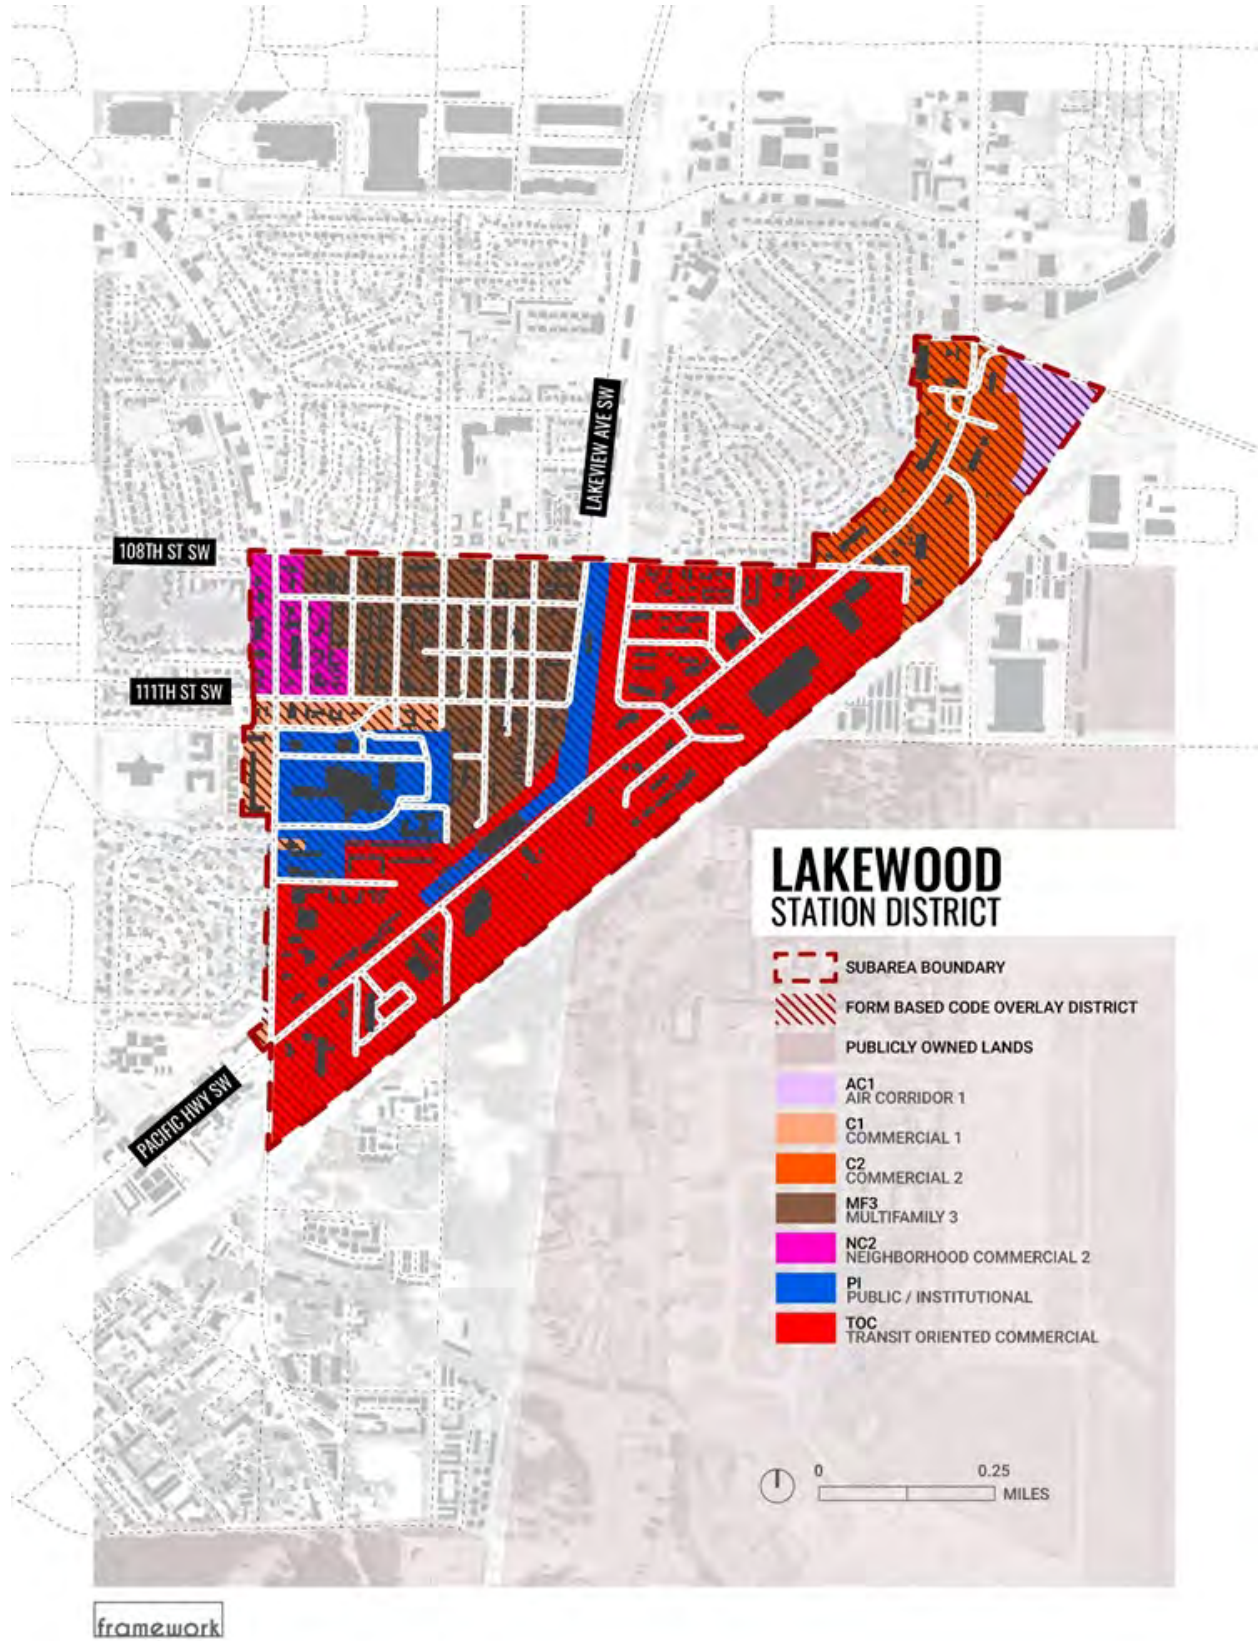 LAKEVIEW AVE SW
108TH ST SW
111TH ST SW
PACIFIC HWY SW
LAKEWOOD
STATION DISTRICT
SUBAREA BOUNDARY
FORM BASED CODE OVERLAY DISTRICT
PUBLICLY OWNED LANDS
AC1
AIR CORRIDOR 1
C1
COMMERCIAL 1
C2
COMMERCIAL 2
MF3
MULTIFAMILY 3
NC2
NEIGHBORHOOD COMMERCIAL 2
PI
PUBLIC / INSTITUTIONAL
TOC
TRANSIT ORIENTED COMMERCIAL
0 0.25
MILES
framework